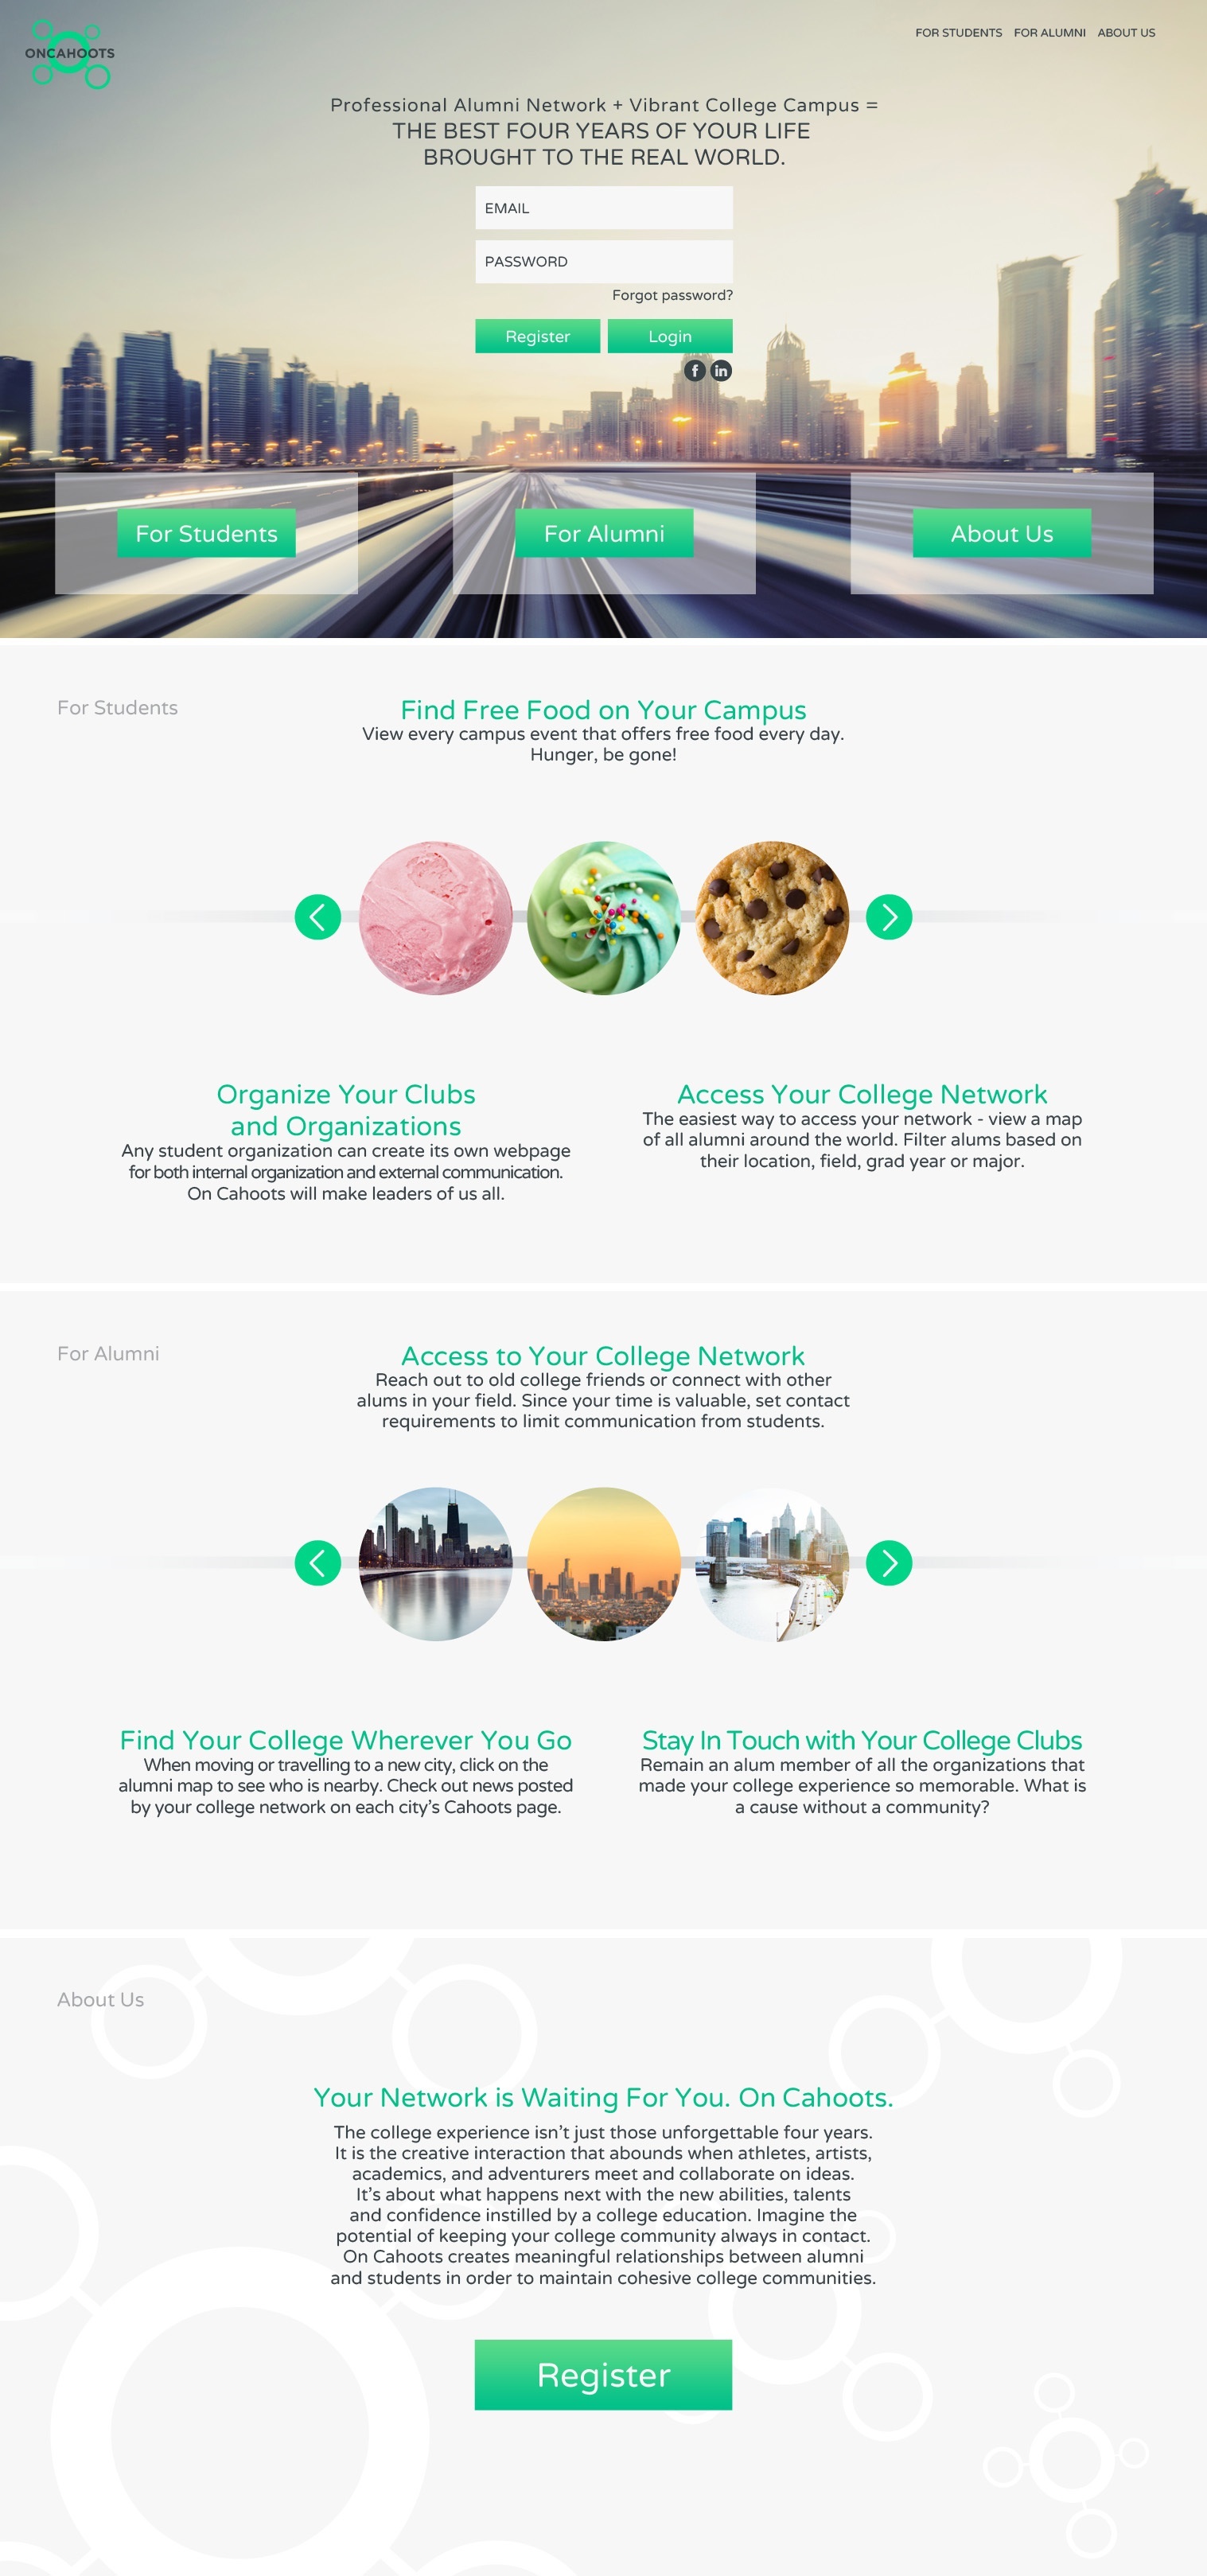 ONCAHOOTS
FOR STUDENTS FOR ALUMNI ABOUT US
Professional Alumni Network + Vibrant College Campus =
THE BEST FOUR YEARS OF YOUR LIFE
BROUGHT TO THE REAL WORLD.
EMAIL
PASSWORD
Forgot password?
Register Login
f in
For Students For Alumni About Us
For Students
Find Free Food on Your Campus
View every campus event that offers free food every day.
Hunger, be gone!
Organize Your Clubs
and Organizations
Any student organization can create its own webpage
for both internal organization and external communication.
On Cahoots will make leaders of us all.
Access Your College Network
The easiest way to access your network - view a map
of all alumni around the world. Filter alums based on
their location, field, grad year or major.
For Alumni
Access to Your College Network
Reach out to old college friends or connect with other
alums in your field. Since your time is valuable, set contact
requirements to limit communication from students.
Find Your College Wherever You Go
When moving or travelling to a new city, click on the
alumni map to see who is nearby. Check out news posted
by your college network on each city’s Cahoots page.
Stay In Touch with Your College Clubs
Remain an alum member of all the organizations that
made your college experience so memorable. What is
a cause without a community?
About Us
Your Network is Waiting For You. On Cahoots.
The college experience isn’t just those unforgettable four years.
It is the creative interaction that abounds when athletes, artists,
academics, and adventurers meet and collaborate on ideas.
It’s about what happens next with the new abilities, talents
and confidence instilled by a college education. Imagine the
potential of keeping your college community always in contact.
On Cahoots creates meaningful relationships between alumni
and students in order to maintain cohesive college communities.
Register